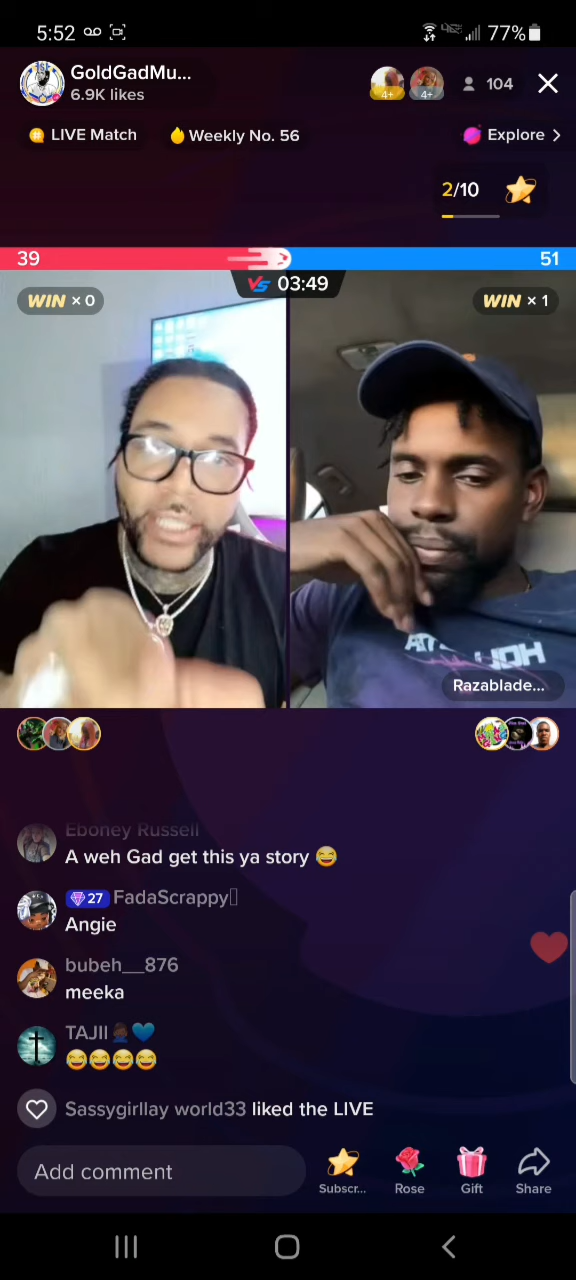 5:52
77%
GoldGadMu...
6.9K likes
4+
4+
104
LIVE Match
Weekly No. 56
Explore >
2/10
39
51
VS 03:49
WIN x 0
WIN x 1
Razablade...
Eboney Russell
A weh Gad get this ya story 😂
27 FadaScrappy
Angie
bubeh__876
meeka
TAJII
😂😂😂😂
Sassygirllay world33 liked the LIVE
Add comment
Subscr...
Rose
Gift
Share